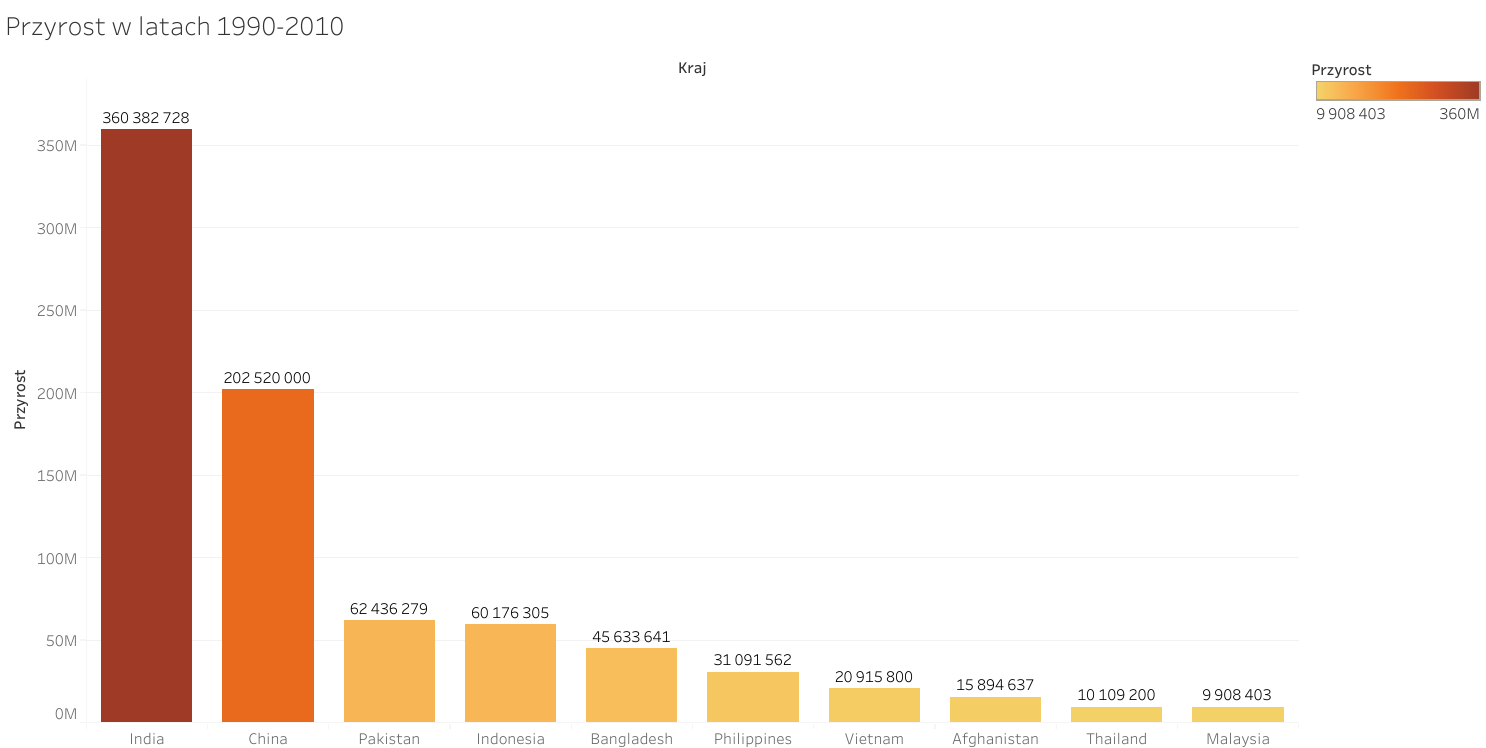 Przyrost w latach 1990-2010
Kraj
Przyrost
9 908 403 360M
360 382 728
202 520 000
62 436 279
60 176 305
45 633 641
31 091 562
20 915 800
15 894 637
10 109 200
9 908 403
Przyrost
350M
300M
250M
200M
150M
100M
50M
0M
India China Pakistan Indonesia Bangladesh Philippines Vietnam Afghanistan Thailand Malaysia